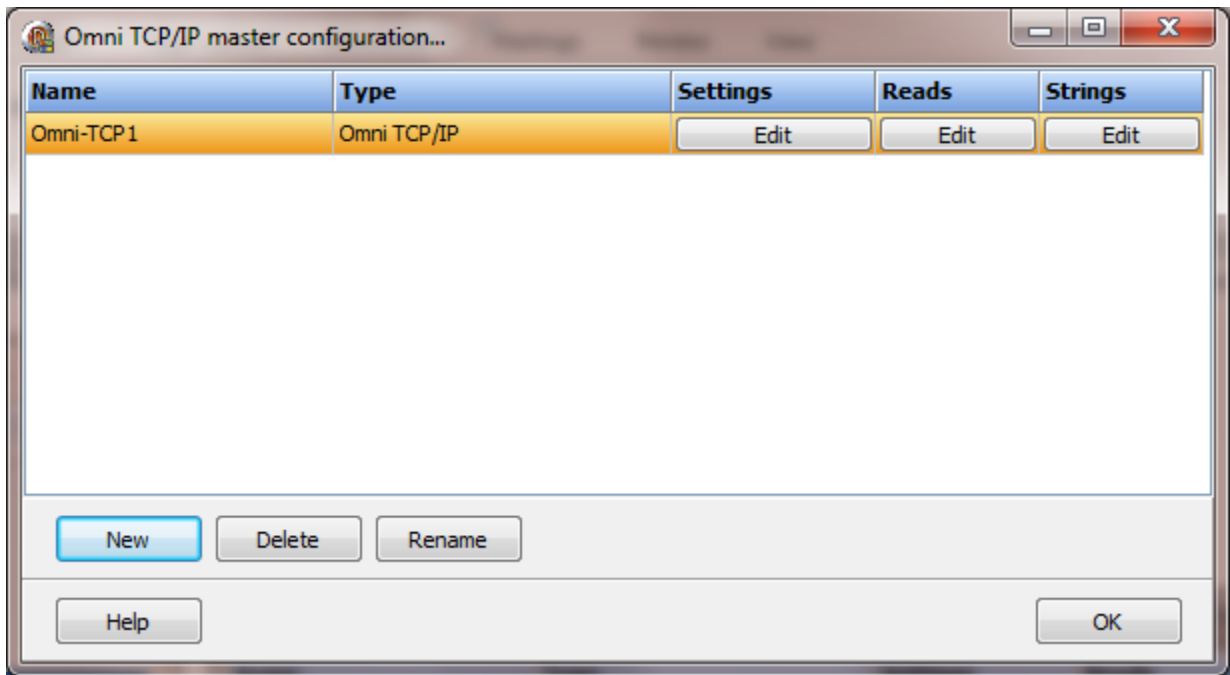 Omni TCP/IP master configuration...
Name Type Settings Reads Strings
Omni-TCP1 Omni TCP/IP Edit Edit Edit
New Delete Rename
Help OK